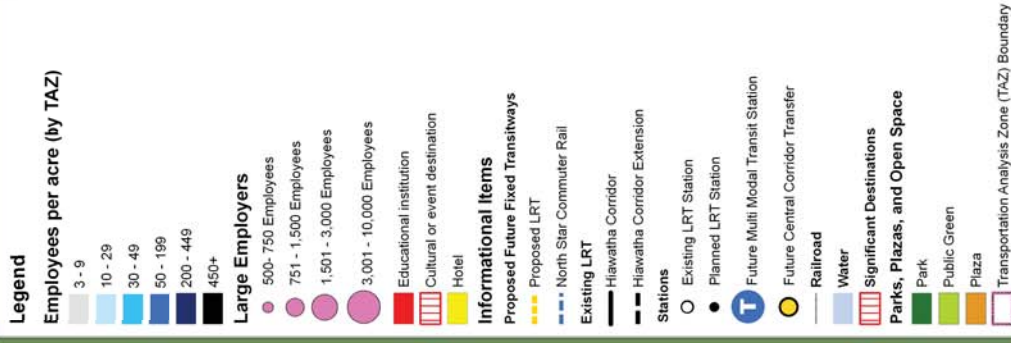 Legend
Employees per acre (by TAZ)
3 - 9
10 - 29
30 - 49
50 - 199
200 - 449
450+
Large Employers
500- 750 Employees
751 - 1,500 Employees
1,501 - 3,000 Employees
3,001 - 10,000 Employees
Educational institution
Cultural or event destination
Hotel
Informational Items
Proposed Future Fixed Transitways
Proposed LRT
North Star Commuter Rail
Existing LRT
Hiawatha Corridor
Hiawatha Corridor Extension
Stations
Existing LRT Station
Planned LRT Station
T Future Multi Modal Transit Station
Future Central Corridor Transfer
Railroad
Water
Significant Destinations
Parks, Plazas, and Open Space
Park
Public Green
Plaza
Transportation Analysis Zone (TAZ) Boundary